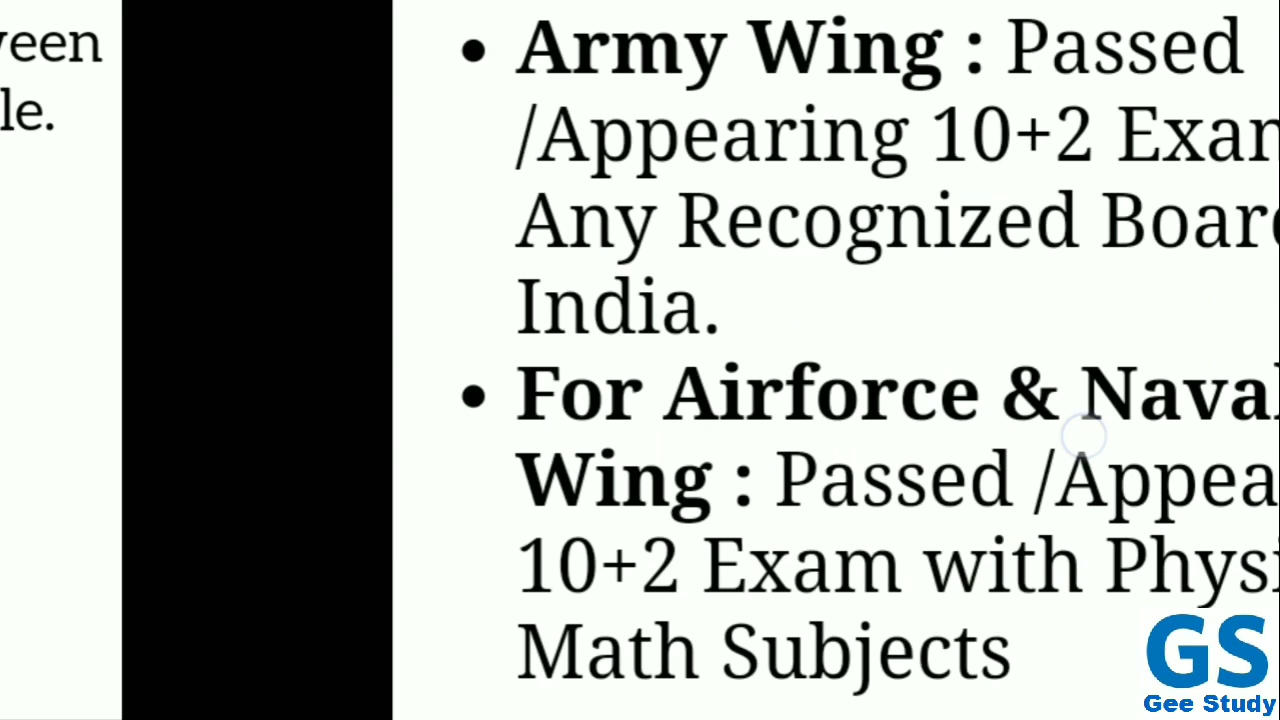 veen
le.
• Army Wing : Passed
/Appearing 10+2 Exam
Any Recognized Board
India.
• For Airforce & Naval
Wing : Passed /Appea
10+2 Exam with Physi
Math Subjects
GS
Gee Study